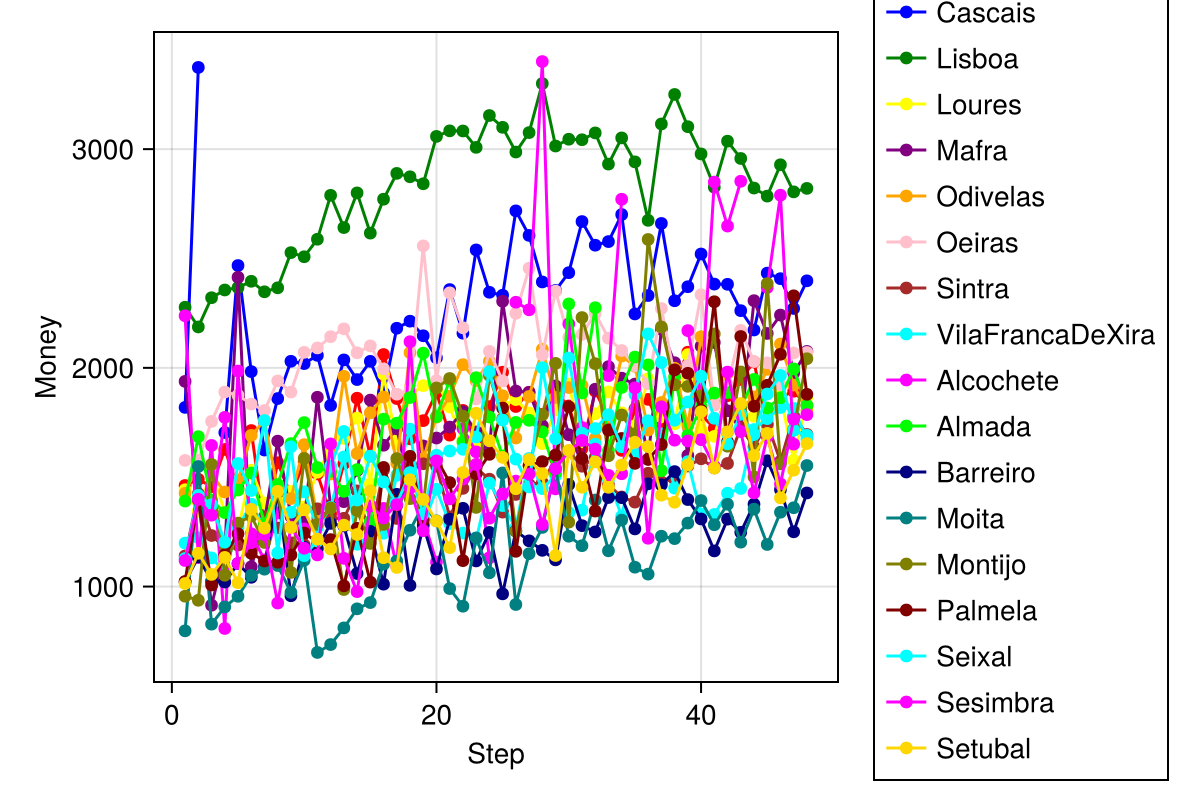 Money
3000
2000
1000
0
20
40
Step
Cascais
Lisboa
Loures
Mafra
Odivelas
Oeiras
Sintra
VilaFrancaDeXira
Alcochete
Almada
Barreiro
Moita
Montijo
Palmela
Seixal
Sesimbra
Setubal